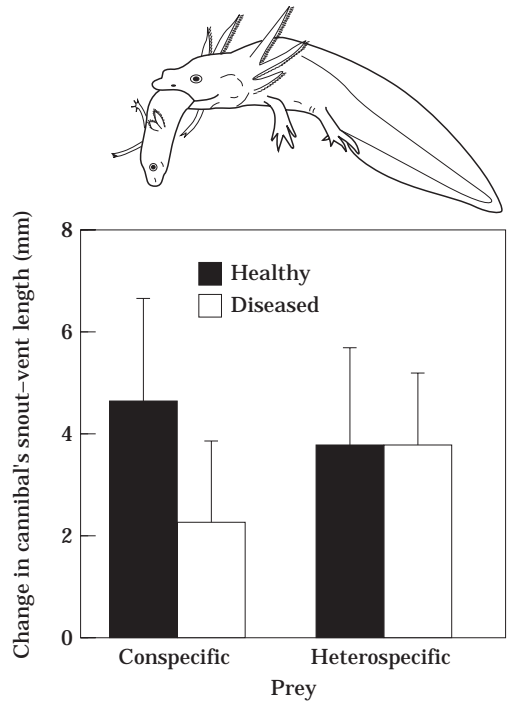 Change in cannibal's snout–vent length (mm)
8
6
4
2
0
Healthy
Diseased
Conspecific
Heterospecific
Prey